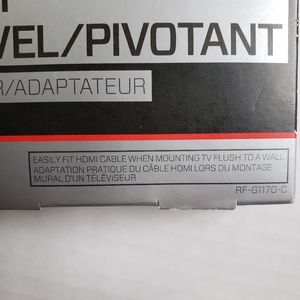 VEL/PIVOTANT
R/ADAPTATEUR
EASILY FIT HDMI CABLE WHEN MOUNTING TV FLUSH TO A WALL
ADAPTATION PRATIQUE DU CÂBLE HDMI LORS DU MONTAGE
MURAL D'UN TÉLÉVISEUR
RF-G1170-C